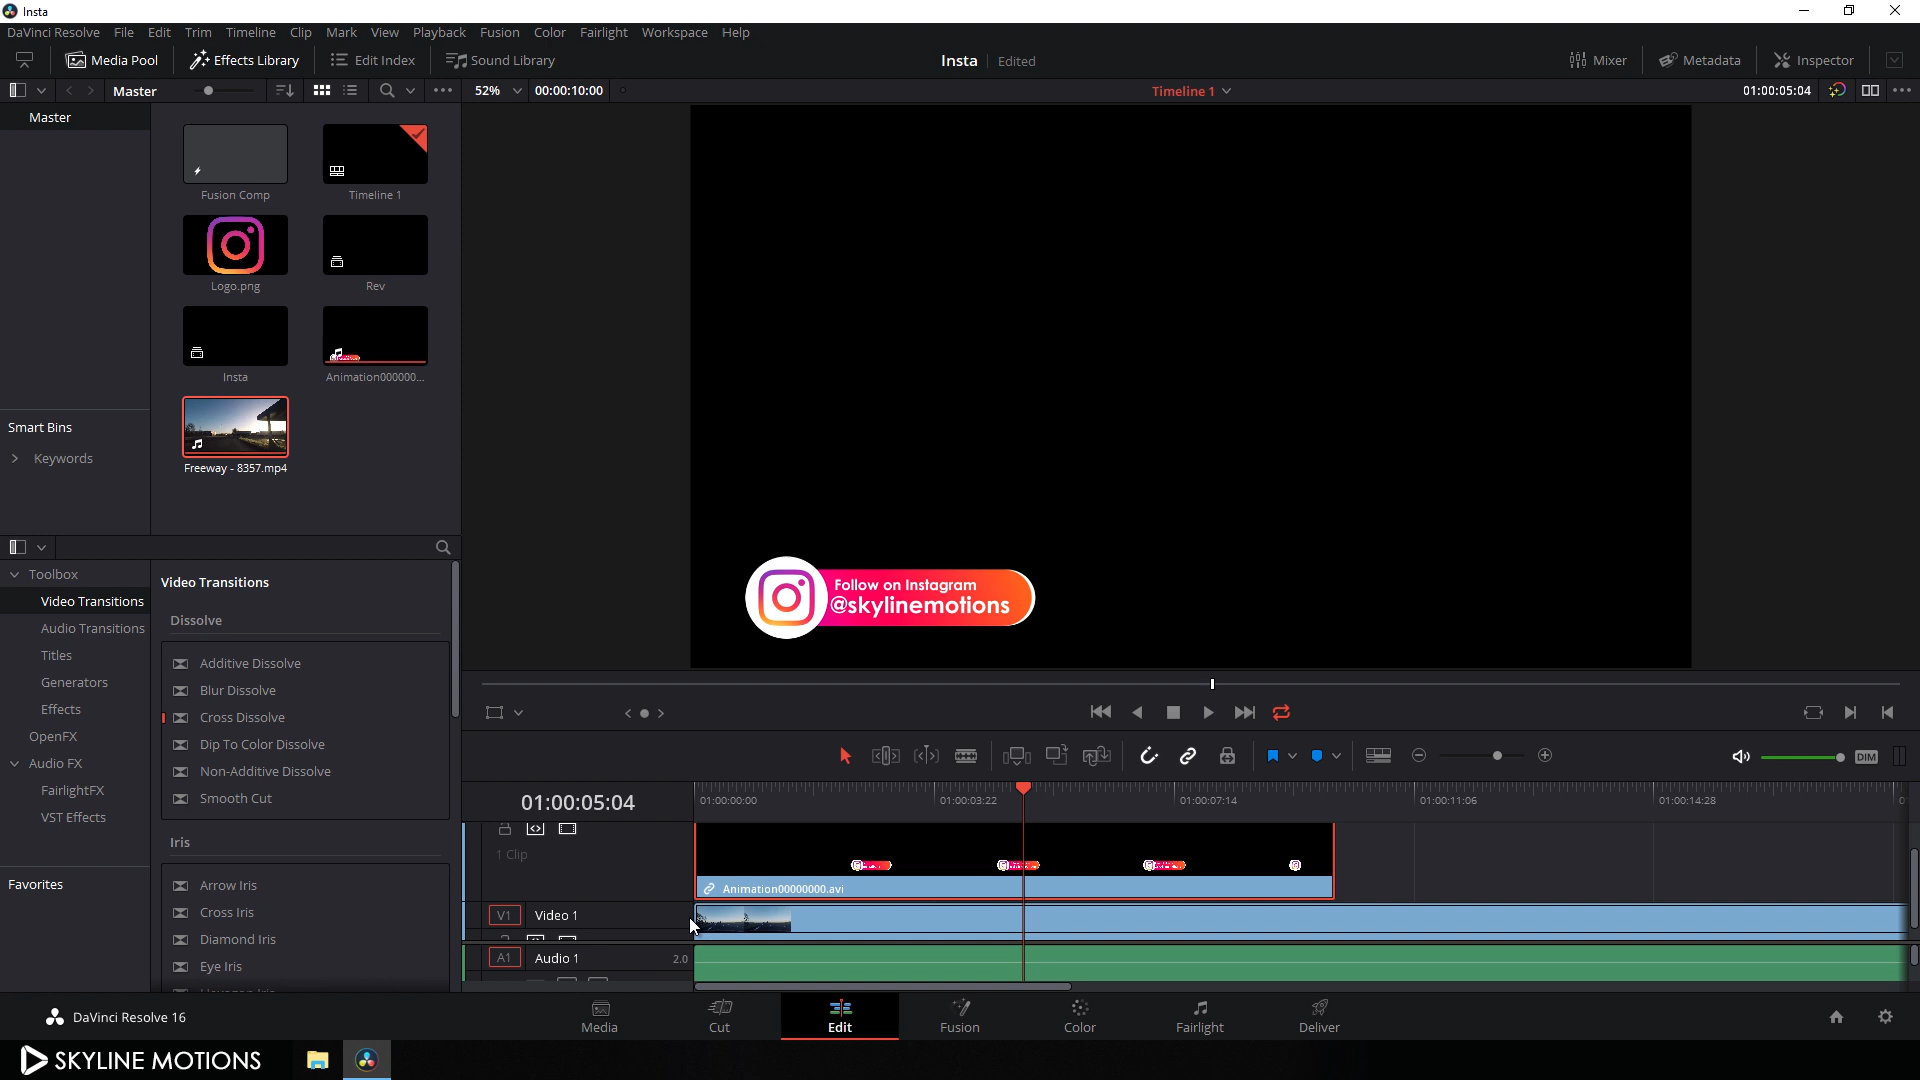 Insta
DaVinci Resolve File Edit Trim Timeline Clip Mark View Playback Fusion Color Fairlight Workspace Help
Media Pool Effects Library Edit Index Sound Library Insta Edited Mixer Metadata Inspector
Master 52% 00:00:10:00 Timeline 1 01:00:05:04
Master
Fusion Comp Timeline 1
Logo.png Rev
Insta Animation000000...
Smart Bins
Keywords
Freeway - 8357.mp4
Follow on Instagram
@skylinemotions
Toolbox
Video Transitions
Audio Transitions
Titles
Generators
Effects
OpenFX
Audio FX
FairlightFX
VST Effects
Favorites
Video Transitions
Dissolve
Additive Dissolve
Blur Dissolve
Cross Dissolve
Dip To Color Dissolve
Non-Additive Dissolve
Smooth Cut
Iris
Arrow Iris
Cross Iris
Diamond Iris
Eye Iris
DIM
01:00:05:04 01:00:00:00 01:00:03:22 01:00:07:14 01:00:11:06 01:00:14:28
1 Clip
Animation00000000.avi
V1 Video 1
A1 Audio 1 2.0
DaVinci Resolve 16 Media Cut Edit Fusion Color Fairlight Deliver
SKYLINE MOTIONS